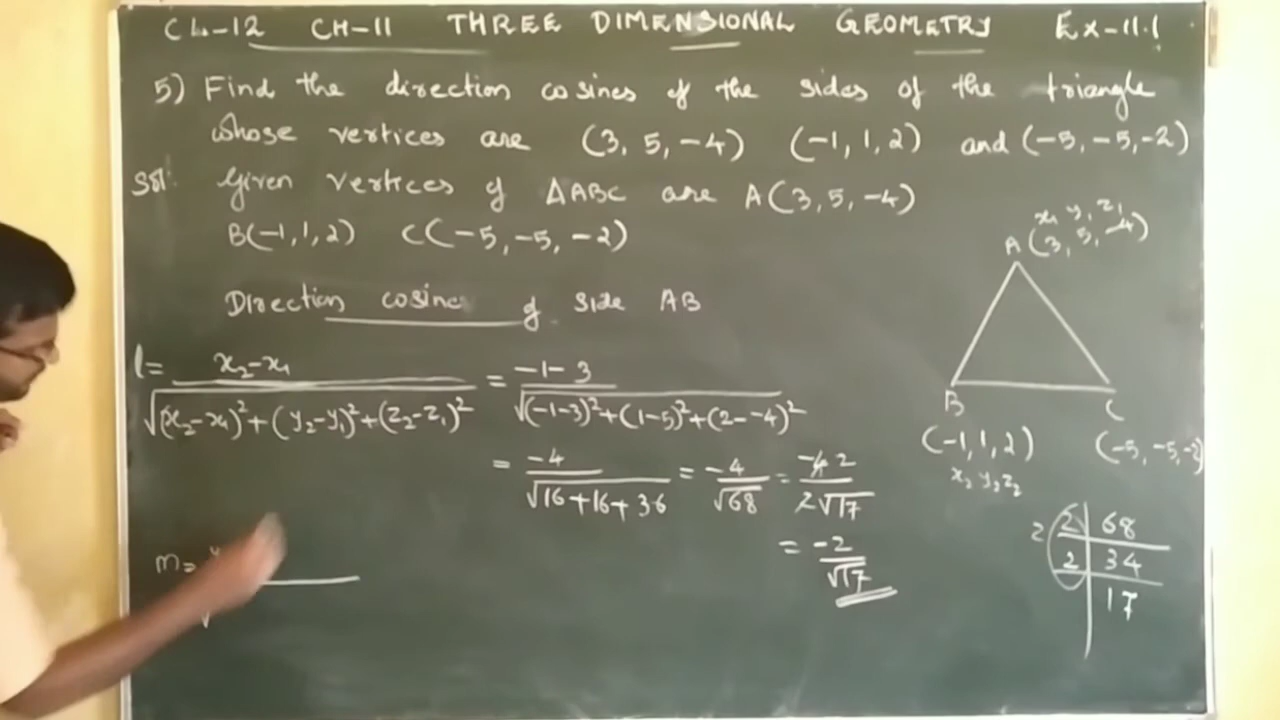 CL-12 CH-11 THREE DIMENSIONAL GEOMETRY Ex-11.1
5) Find the direction cosines of the sides of the triangle
whose vertices are (3, 5, -4) (-1, 1, 2) and (-5, -5, -2)
Sol: Given vertices of ΔABC are A(3, 5, -4)
B(-1, 1, 2) C(-5, -5, -2)
x₁ y₁ z₁
A (3, 5, -4)
Direction cosine of side AB
l = x₂-x₁ / √(x₂-x₁)²+(y₂-y₁)²+(z₂-z₁)² = -1-3 / √(-1-3)²+(1-5)²+(2--4)²
B C
(-1, 1, 2) (-5, -5, -2)
x₂ y₂ z₂
= -4 / √16+16+36 = -4 / √68 = -4 2 / 2√17
= -2 / √17
2 2 | 68
2 | 34
17
m =